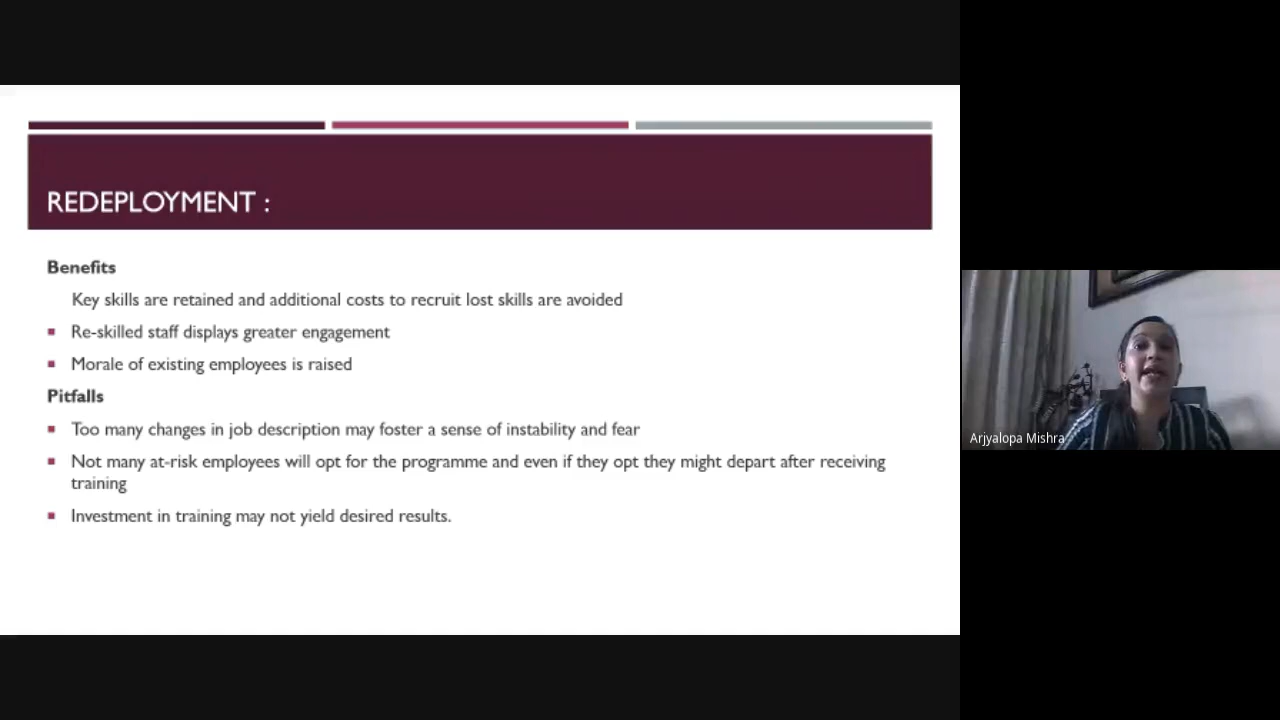 REDEPLOYMENT :
Benefits
Key skills are retained and additional costs to recruit lost skills are avoided
Re-skilled staff displays greater engagement
Morale of existing employees is raised
Pitfalls
Too many changes in job description may foster a sense of instability and fear
Not many at-risk employees will opt for the programme and even if they opt they might depart after receiving
training
Investment in training may not yield desired results.
Arjyalopa Mishra